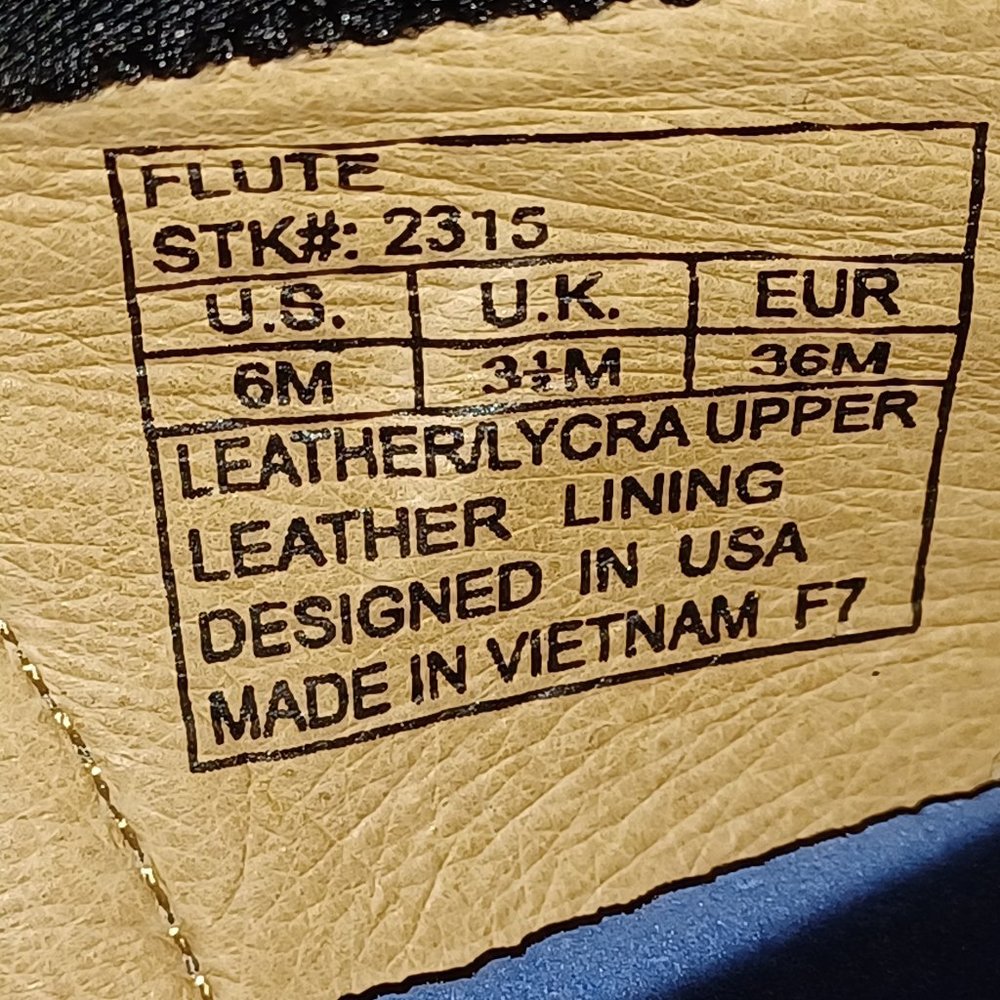 FLUTE
STK#: 2315
U.S. U.K. EUR
6M 3½M 36M
LEATHER/LYCRA UPPER
LEATHER LINING
DESIGNED IN USA
MADE IN VIETNAM F7